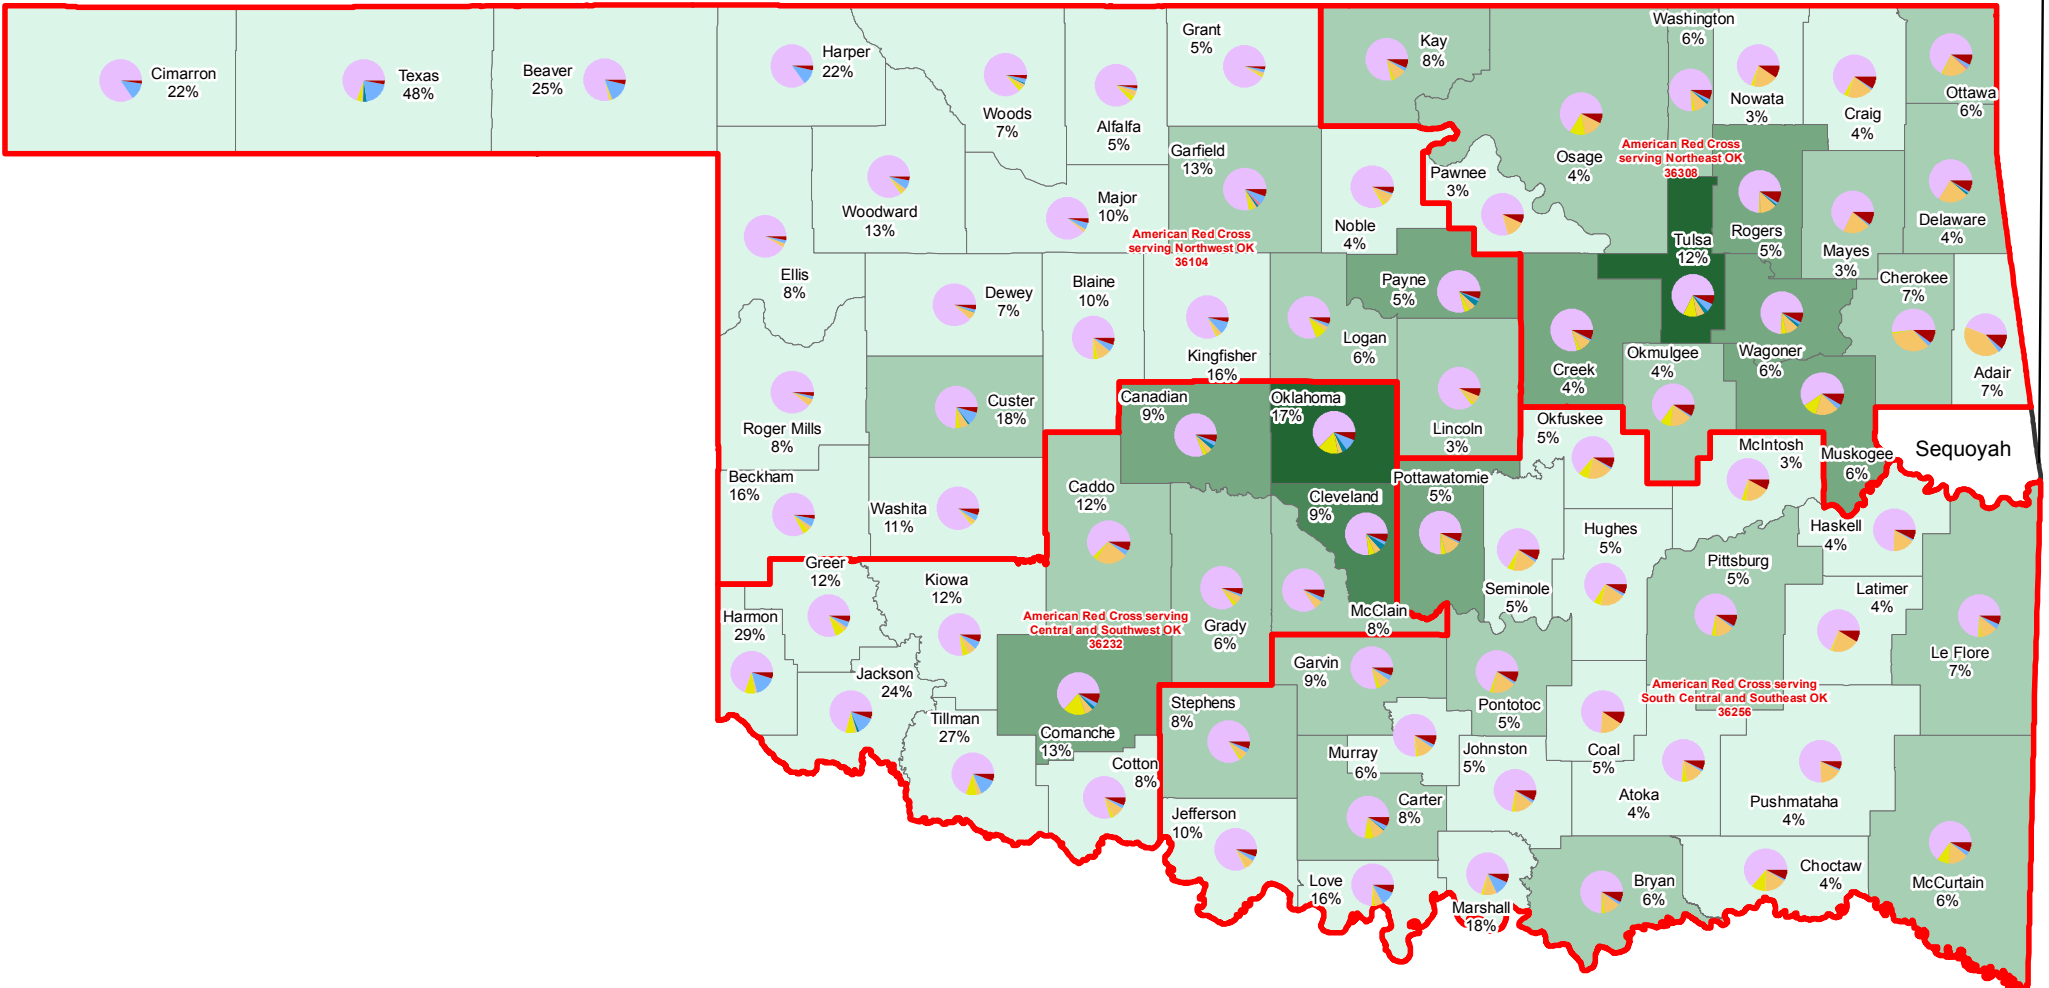 Cimarron
22%
Texas
48%
Beaver
25%
Harper
22%
Woods
7%
Alfalfa
5%
Grant
5%
Kay
8%
Washington
6%
Nowata
3%
Craig
4%
Ottawa
6%
Osage
4%
American Red Cross
serving Northeast OK
36308
Garfield
13%
Pawnee
3%
Noble
4%
Woodward
13%
Major
10%
American Red Cross
serving Northwest OK
36104
Ellis
8%
Tulsa
12%
Rogers
5%
Mayes
3%
Delaware
4%
Cherokee
7%
Adair
7%
Dewey
7%
Blaine
10%
Kingfisher
16%
Logan
6%
Payne
5%
Lincoln
3%
Creek
4%
Okmulgee
4%
Wagoner
6%
Muskogee
6%
Sequoyah
Roger Mills
8%
Custer
18%
Canadian
9%
Oklahoma
17%
Okfuskee
5%
McIntosh
3%
Beckham
16%
Washita
11%
Caddo
12%
Cleveland
9%
Pottawatomie
5%
Seminole
5%
Hughes
5%
Haskell
4%
Pittsburg
5%
Latimer
4%
Le Flore
7%
Greer
12%
Kiowa
12%
Harmon
29%
Jackson
24%
American Red Cross serving
Central and Southwest OK
36232
Grady
6%
McClain
8%
Garvin
9%
Pontotoc
5%
American Red Cross serving
South Central and Southeast OK
36256
Tillman
27%
Comanche
13%
Cotton
8%
Stephens
8%
Murray
6%
Johnston
5%
Coal
5%
Atoka
4%
Pushmataha
4%
Jefferson
10%
Carter
8%
Love
16%
Marshall
18%
Bryan
6%
Choctaw
4%
McCurtain
6%